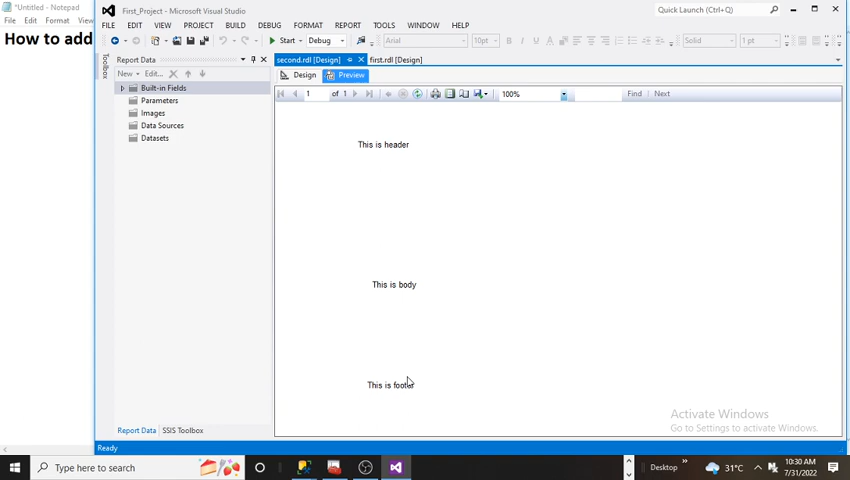 *Untitled - Notepad
File Edit Format View
How to add
First_Project - Microsoft Visual Studio
Quick Launch (Ctrl+Q)
FILE EDIT VIEW PROJECT BUILD DEBUG FORMAT REPORT TOOLS WINDOW HELP
Start Debug Arial 10pt B I U A Solid 1 pt
Toolbox
Report Data
second.rdl [Design] first.rdl [Design]
New Edit...
Design Preview
Built-in Fields
Parameters
Images
Data Sources
Datasets
1 of 1 100% Find | Next
This is header
This is body
This is footer
Activate Windows
Go to Settings to activate Windows.
Report Data SSIS Toolbox
Ready
Type here to search
Desktop
31°C
10:30 AM
7/31/2022